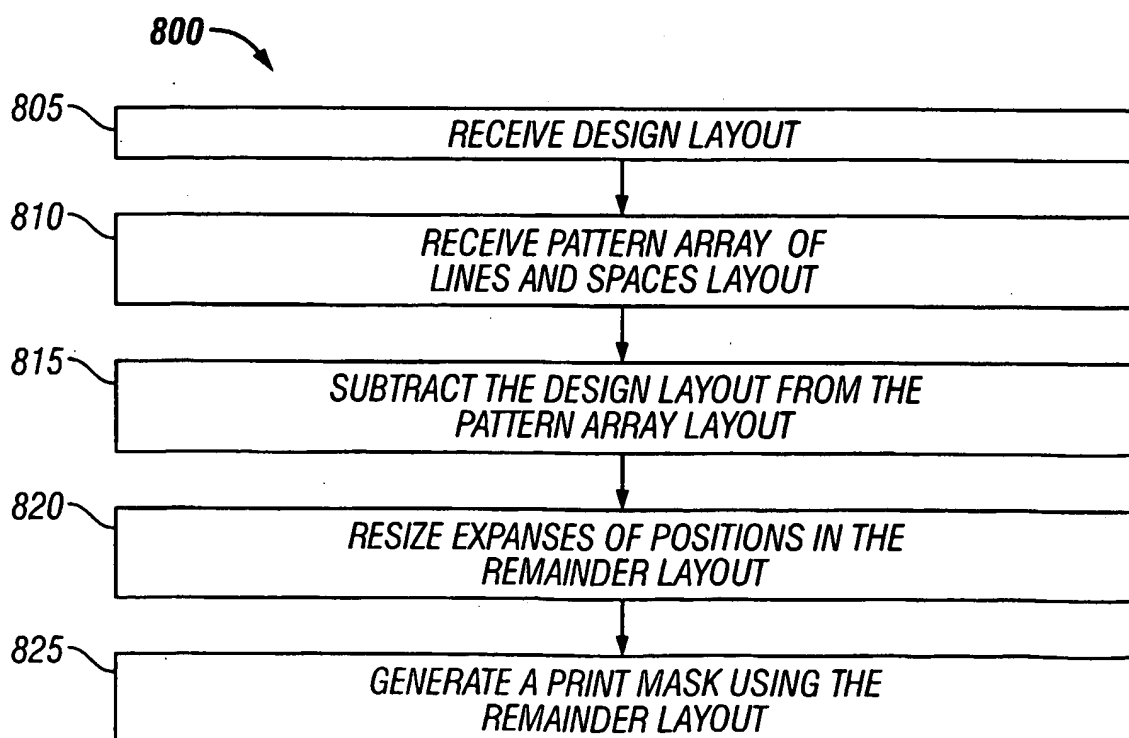 800
805
RECEIVE DESIGN LAYOUT
810
RECEIVE PATTERN ARRAY OF
LINES AND SPACES LAYOUT
815
SUBTRACT THE DESIGN LAYOUT FROM THE
PATTERN ARRAY LAYOUT
820
RESIZE EXPANSES OF POSITIONS IN THE
REMAINDER LAYOUT
825
GENERATE A PRINT MASK USING THE
REMAINDER LAYOUT